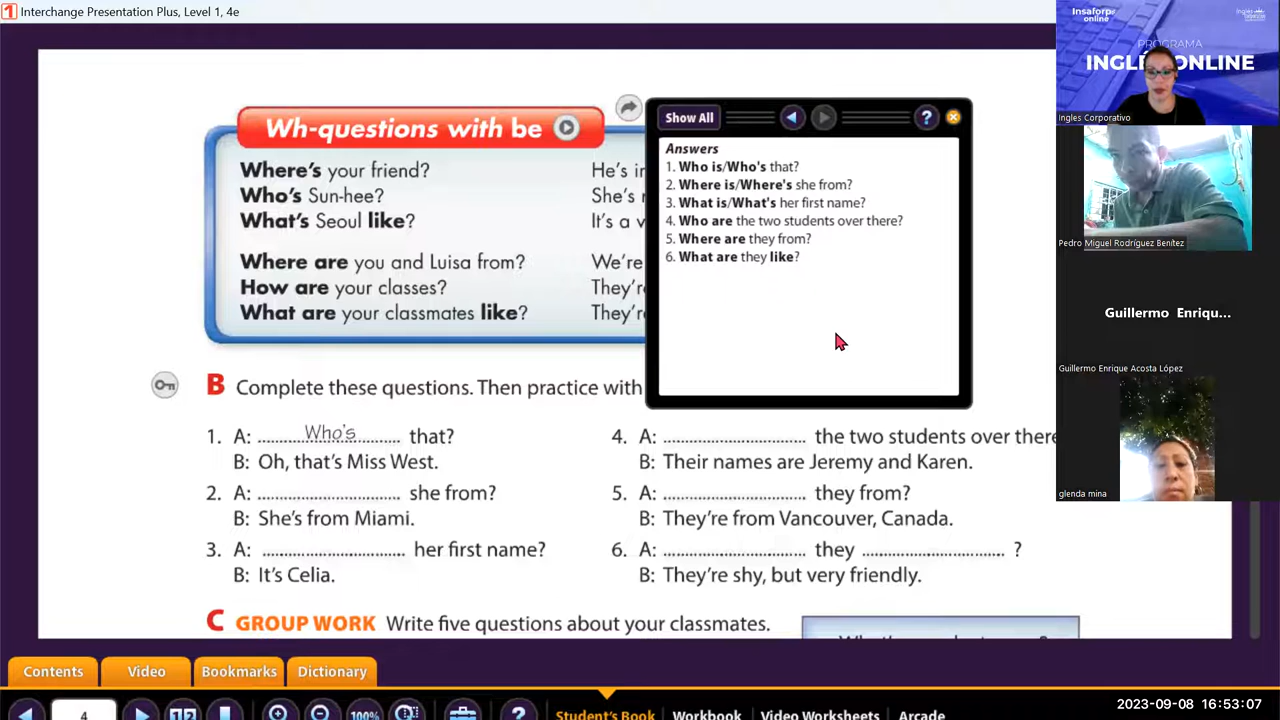 Interchange Presentation Plus, Level 1, 4e
Wh-questions with be
Where's your friend?
Who's Sun-hee?
What's Seoul like?
Where are you and Luisa from?
How are your classes?
What are your classmates like?
He's i
She's
It's a v
We're
They're
They're
Show All
?
Answers
1. Who is/Who's that?
2. Where is/Where's she from?
3. What is/What's her first name?
4. Who are the two students over there?
5. Where are they from?
6. What are they like?
B Complete these questions. Then practice with
1. A: Who's that?
B: Oh, that's Miss West.
2. A: she from?
B: She's from Miami.
3. A: her first name?
B: It's Celia.
4. A: the two students over there
B: Their names are Jeremy and Karen.
5. A: they from?
B: They're from Vancouver, Canada.
6. A: they ?
B: They're shy, but very friendly.
C GROUP WORK Write five questions about your classmates.
Contents
Video
Bookmarks
Dictionary
4
1 2
100%
?
Student's Book
Workbook
Video Worksheets
Arcade
Insaforp online
PROGRAMA
INGLÉS ONLINE
Ingles Corporativo
Pedro Miguel Rodríguez Benítez
Guillermo Enriqu...
Guillermo Enrique Acosta López
glenda mina
2023-09-08 16:53:07